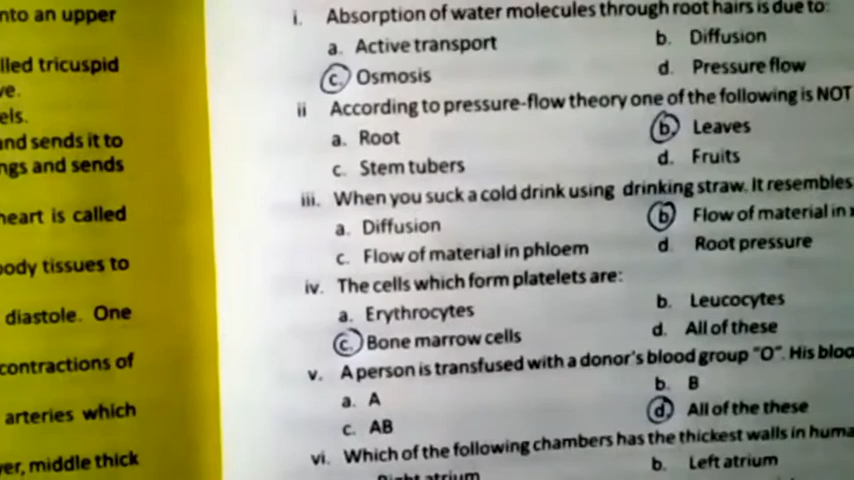 nto an upper
lled tricuspid
ve.
els.
and sends it to
ngs and sends
heart is called
body tissues to
diastole. One
contractions of
arteries which
yer, middle thick
i. Absorption of water molecules through root hairs is due to:
a. Active transport b. Diffusion
c. Osmosis d. Pressure flow
ii According to pressure-flow theory one of the following is NOT
a. Root b. Leaves
c. Stem tubers d. Fruits
iii. When you suck a cold drink using drinking straw. It resembles
a. Diffusion b Flow of material in
c. Flow of material in phloem d Root pressure
iv. The cells which form platelets are:
a. Erythrocytes b. Leucocytes
c. Bone marrow cells d. All of these
v. A person is transfused with a donor's blood group "O". His bloo
a. A b. B
c. AB d. All of the these
vi. Which of the following chambers has the thickest walls in huma
Right atrium b. Left atrium